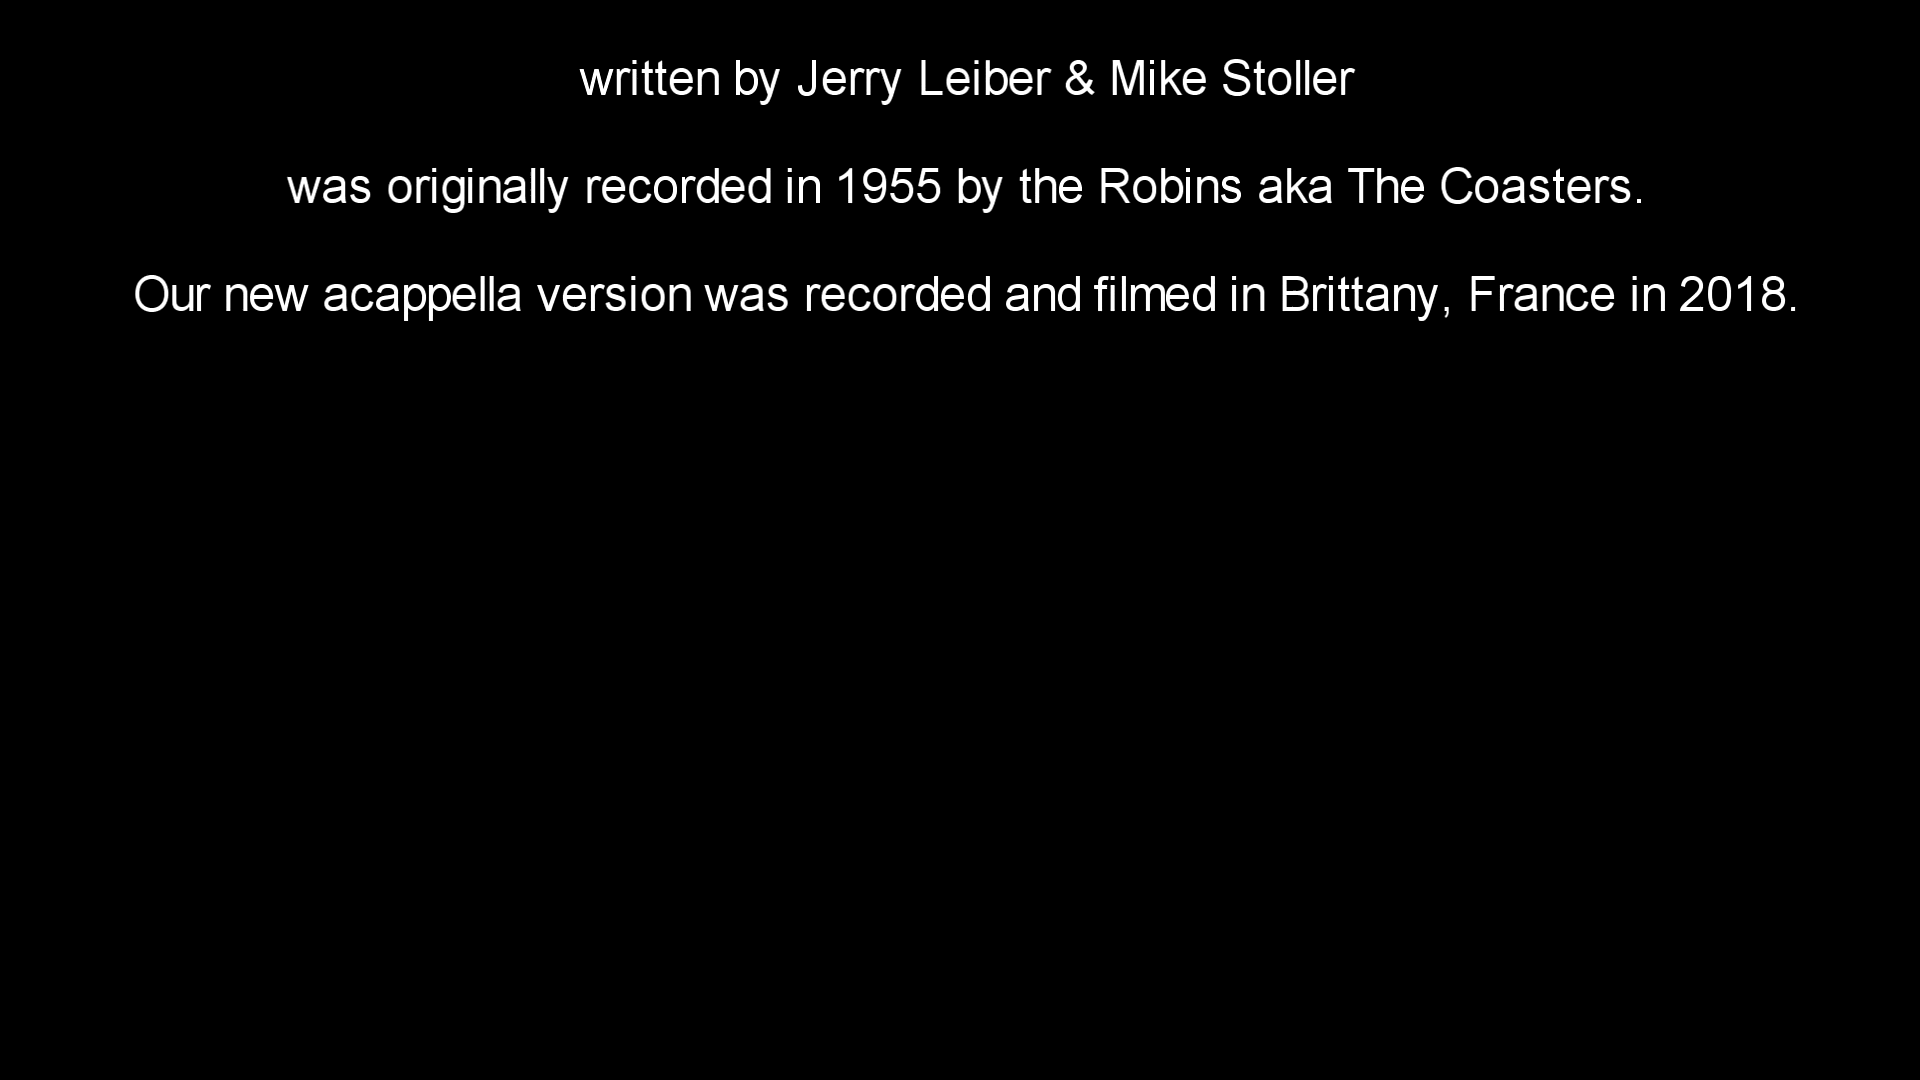 written by Jerry Leiber & Mike Stoller
was originally recorded in 1955 by the Robins aka The Coasters.
Our new acappella version was recorded and filmed in Brittany, France in 2018.